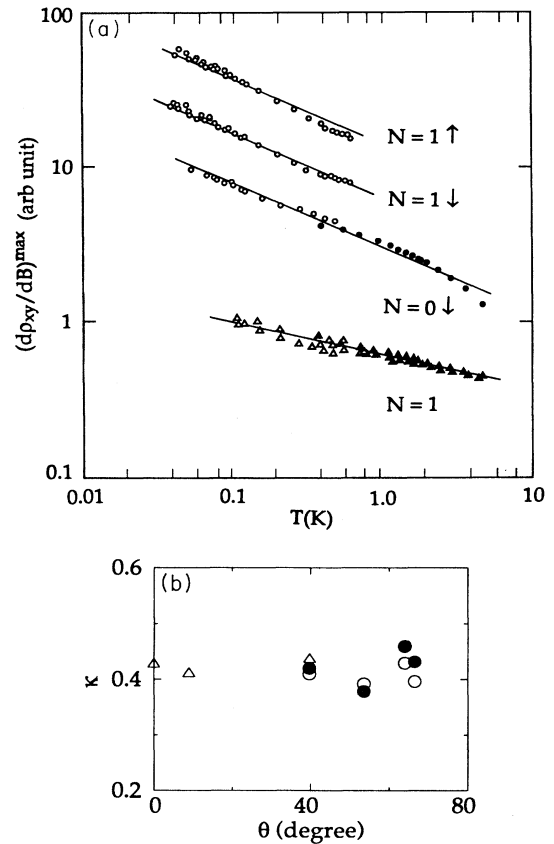 (a)
100
10
1
0.1
(dρxy/dB)^max (arb unit)
N = 1 ↑
N = 1 ↓
N = 0 ↓
N = 1
0.01 0.1 1.0 10
T(K)
(b)
0.6
0.4
0.2
κ
0 40 80
θ (degree)